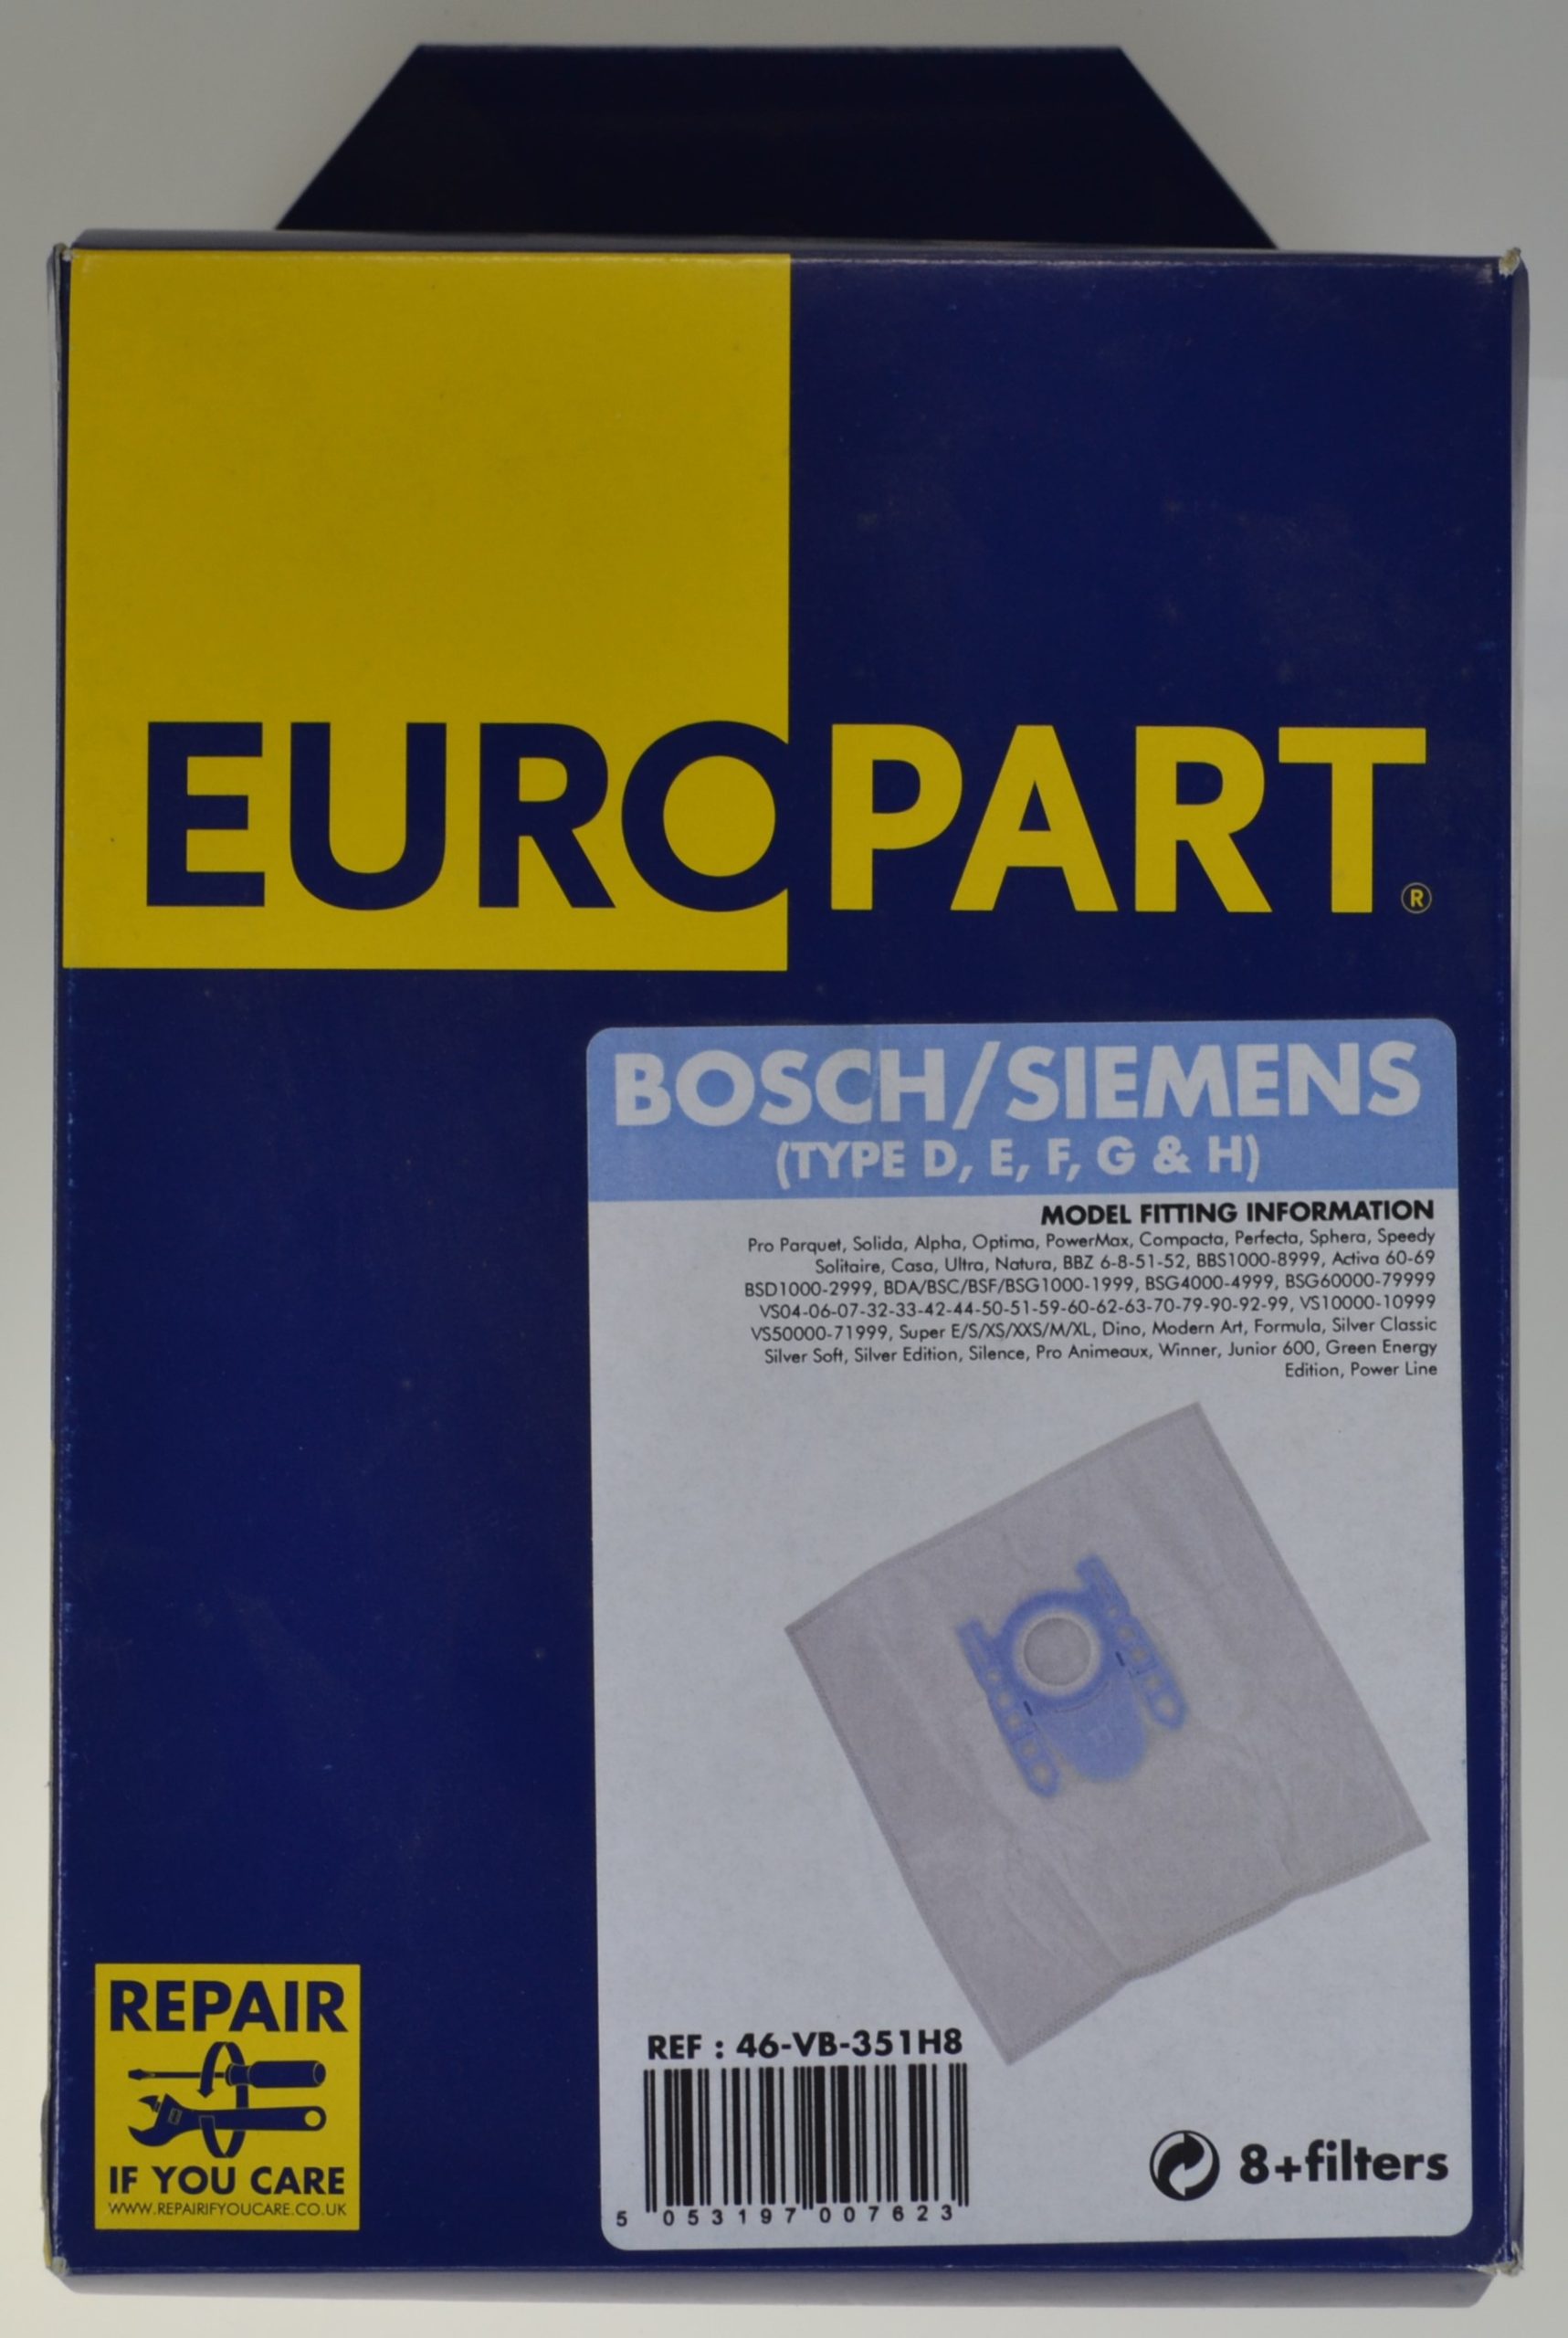 EUROPART®
BOSCH/SIEMENS
(TYPE D, E, F, G & H)
MODEL FITTING INFORMATION
Pro Parquet, Solida, Alpha, Optima, PowerMax, Compacta, Perfecta, Sphera, Speedy
Solitaire, Casa, Ultra, Natura, BBZ 6-8-51-52, BBS1000-8999, Activa 60-69
BSD1000-2999, BDA/BSC/BSF/BSG1000-1999, BSG4000-4999, BSG60000-79999
VS04-06-07-32-33-42-44-50-51-59-60-62-63-70-79-90-92-99, VS10000-10999
VS50000-71999, Super E/S/XS/XXS/M/XL, Dino, Modern Art, Formula, Silver Classic
Silver Soft, Silver Edition, Silence, Pro Animeaux, Winner, Junior 600, Green Energy
Edition, Power Line
REF : 46-VB-351H8
5 053197 007623
8+filters
REPAIR
IF YOU CARE
WWW.REPAIRIFYOUCARE.CO.UK